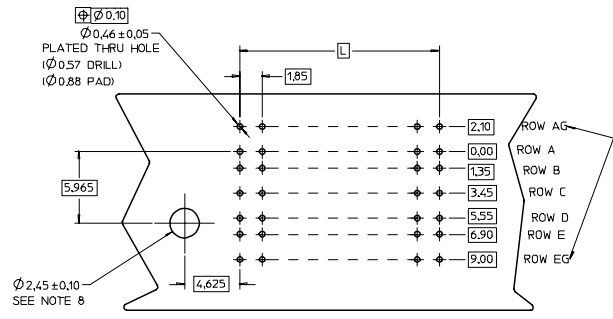 ⌖ Ø 0.10
Ø 0,46 ±0,05
PLATED THRU HOLE
(Ø 0.57 DRILL)
(Ø 0.88 PAD)
L
1,85
2.10 ROW AG
0,00 ROW A
1,35 ROW B
3.45 ROW C
5,55 ROW D
6,90 ROW E
9.00 ROW EG
5.965
Ø 2,45 ±0,10
SEE NOTE 8
4,625